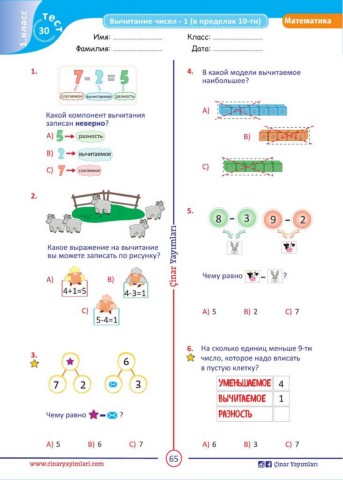 1 класс
тест
30
Вычитание чисел - 1 (в пределах 10-ти)
Математика
Имя:
Класс:
Фамилия:
Дата:
1.
7 - 2 = 5
слагаемое вычитаемое разность
Какой компонент вычитания
записан неверно?
A) 5 → разность
B) 2 → вычитаемое
C) 7 → слагаемое
2.
Какое выражение на вычитание
вы можете записать по рисунку?
A) 4+1=5
B) 4-3=1
C) 5-4=1
3.
7 2
6 3
Чему равно ★ - ✉ ?
A) 5 B) 6 C) 7
Çinar Yayımları
4. В какой модели вычитаемое
наибольшее?
A)
B)
C)
5.
8 - 3 9 - 2
Чему равно - ?
A) 5 B) 2 C) 7
6. На сколько единиц меньше 9-ти
число, которое надо вписать
в пустую клетку?
УМЕНЬШАЕМОЕ 4
ВЫЧИТАЕМОЕ 1
РАЗНОСТЬ
A) 6 B) 3 C) 7
www.cinaryayimlari.com
65
Çinar Yayımları